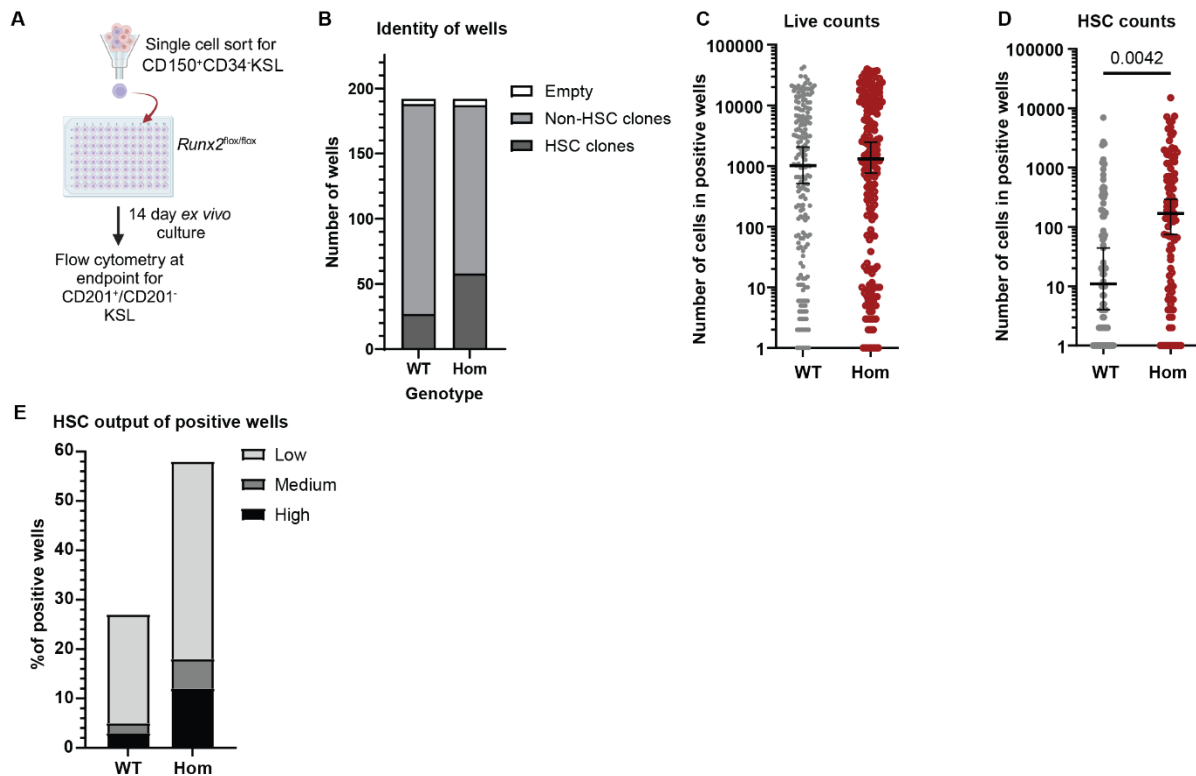 A
Single cell sort for
CD150⁺CD34⁻KSL
Runx2ᶠˡᵒˣ/ᶠˡᵒˣ
14 day ex vivo
culture
Flow cytometry at
endpoint for
CD201⁺/CD201⁻
KSL
B
Identity of wells
Number of wells
200
150
100
50
0
WT
Hom
Genotype
Empty
Non-HSC clones
HSC clones
C
Live counts
Number of cells in positive wells
100000
10000
1000
100
10
1
WT
Hom
D
HSC counts
Number of cells in positive wells
100000
10000
1000
100
10
1
0.0042
WT
Hom
E
HSC output of positive wells
%of positive wells
60
50
40
30
20
10
0
WT
Hom
Low
Medium
High